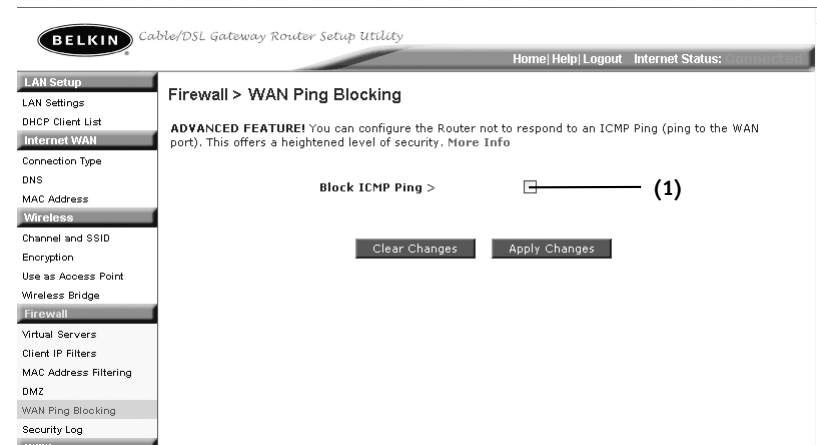 BELKIN
Cable/DSL Gateway Router Setup Utility
Home| Help| Logout Internet Status: Connected
LAN Setup
LAN Settings
DHCP Client List
Internet WAN
Connection Type
DNS
MAC Address
Wireless
Channel and SSID
Encryption
Use as Access Point
Wireless Bridge
Firewall
Virtual Servers
Client IP Filters
MAC Address Filtering
DMZ
WAN Ping Blocking
Security Log
Firewall > WAN Ping Blocking
ADVANCED FEATURE! You can configure the Router not to respond to an ICMP Ping (ping to the WAN
port). This offers a heightened level of security. More Info
Block ICMP Ping >
(1)
Clear Changes Apply Changes